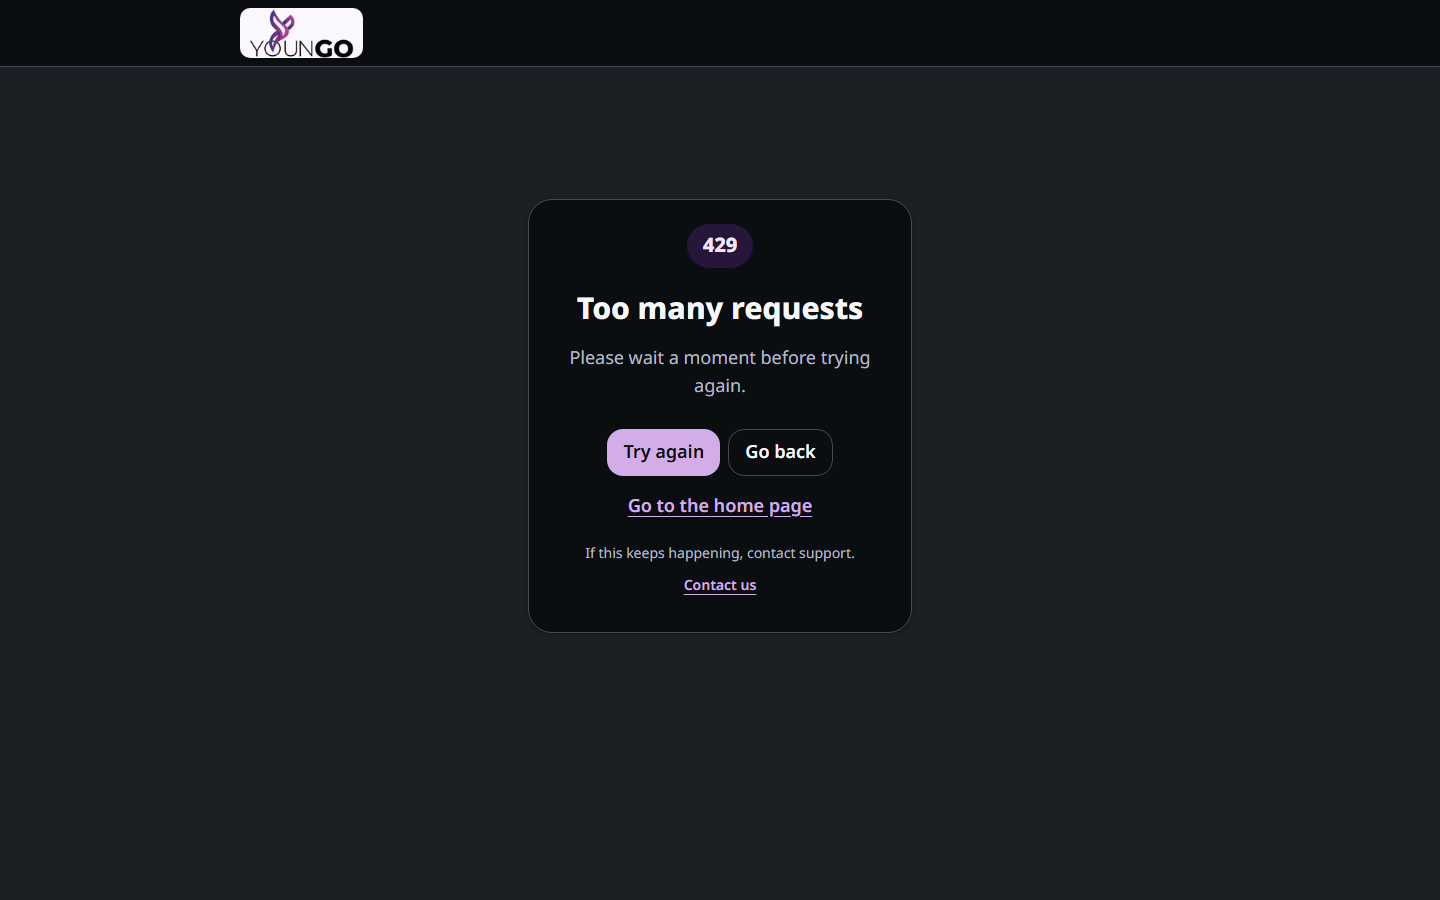 YOUNGO
429
Too many requests
Please wait a moment before trying
again.
Try again
Go back
Go to the home page
If this keeps happening, contact support.
Contact us